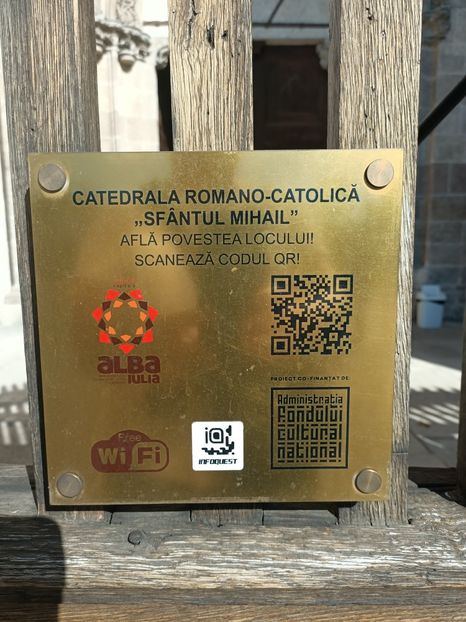 CATEDRALA ROMANO-CATOLICĂ
„SFÂNTUL MIHAIL”
AFLĂ POVESTEA LOCULUI!
SCANEAZĂ CODUL QR!
ALBA
IULIA
PROIECT CO-FINANȚAT DE:
Administrația
Fondului
Cultural
național
Free
WiFi
INFOQUEST